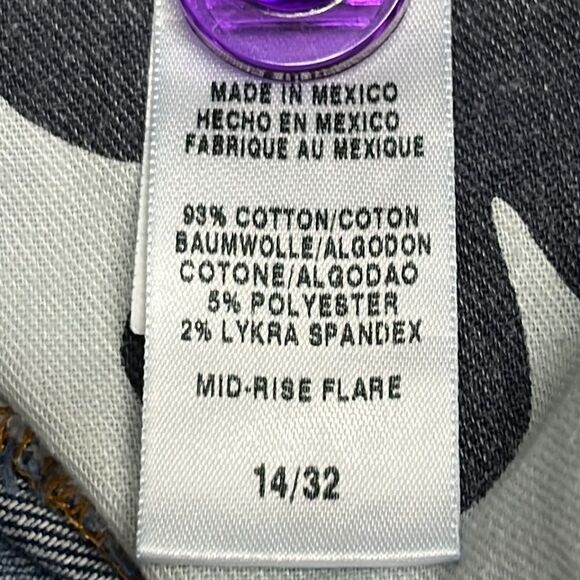 MADE IN MEXICO
HECHO EN MEXICO
FABRIQUE AU MEXIQUE
93% COTTON/COTON
BAUMWOLLE/ALGODON
COTONE/ALGODAO
5% POLYESTER
2% LYKRA SPANDEX
MID-RISE FLARE
14/32